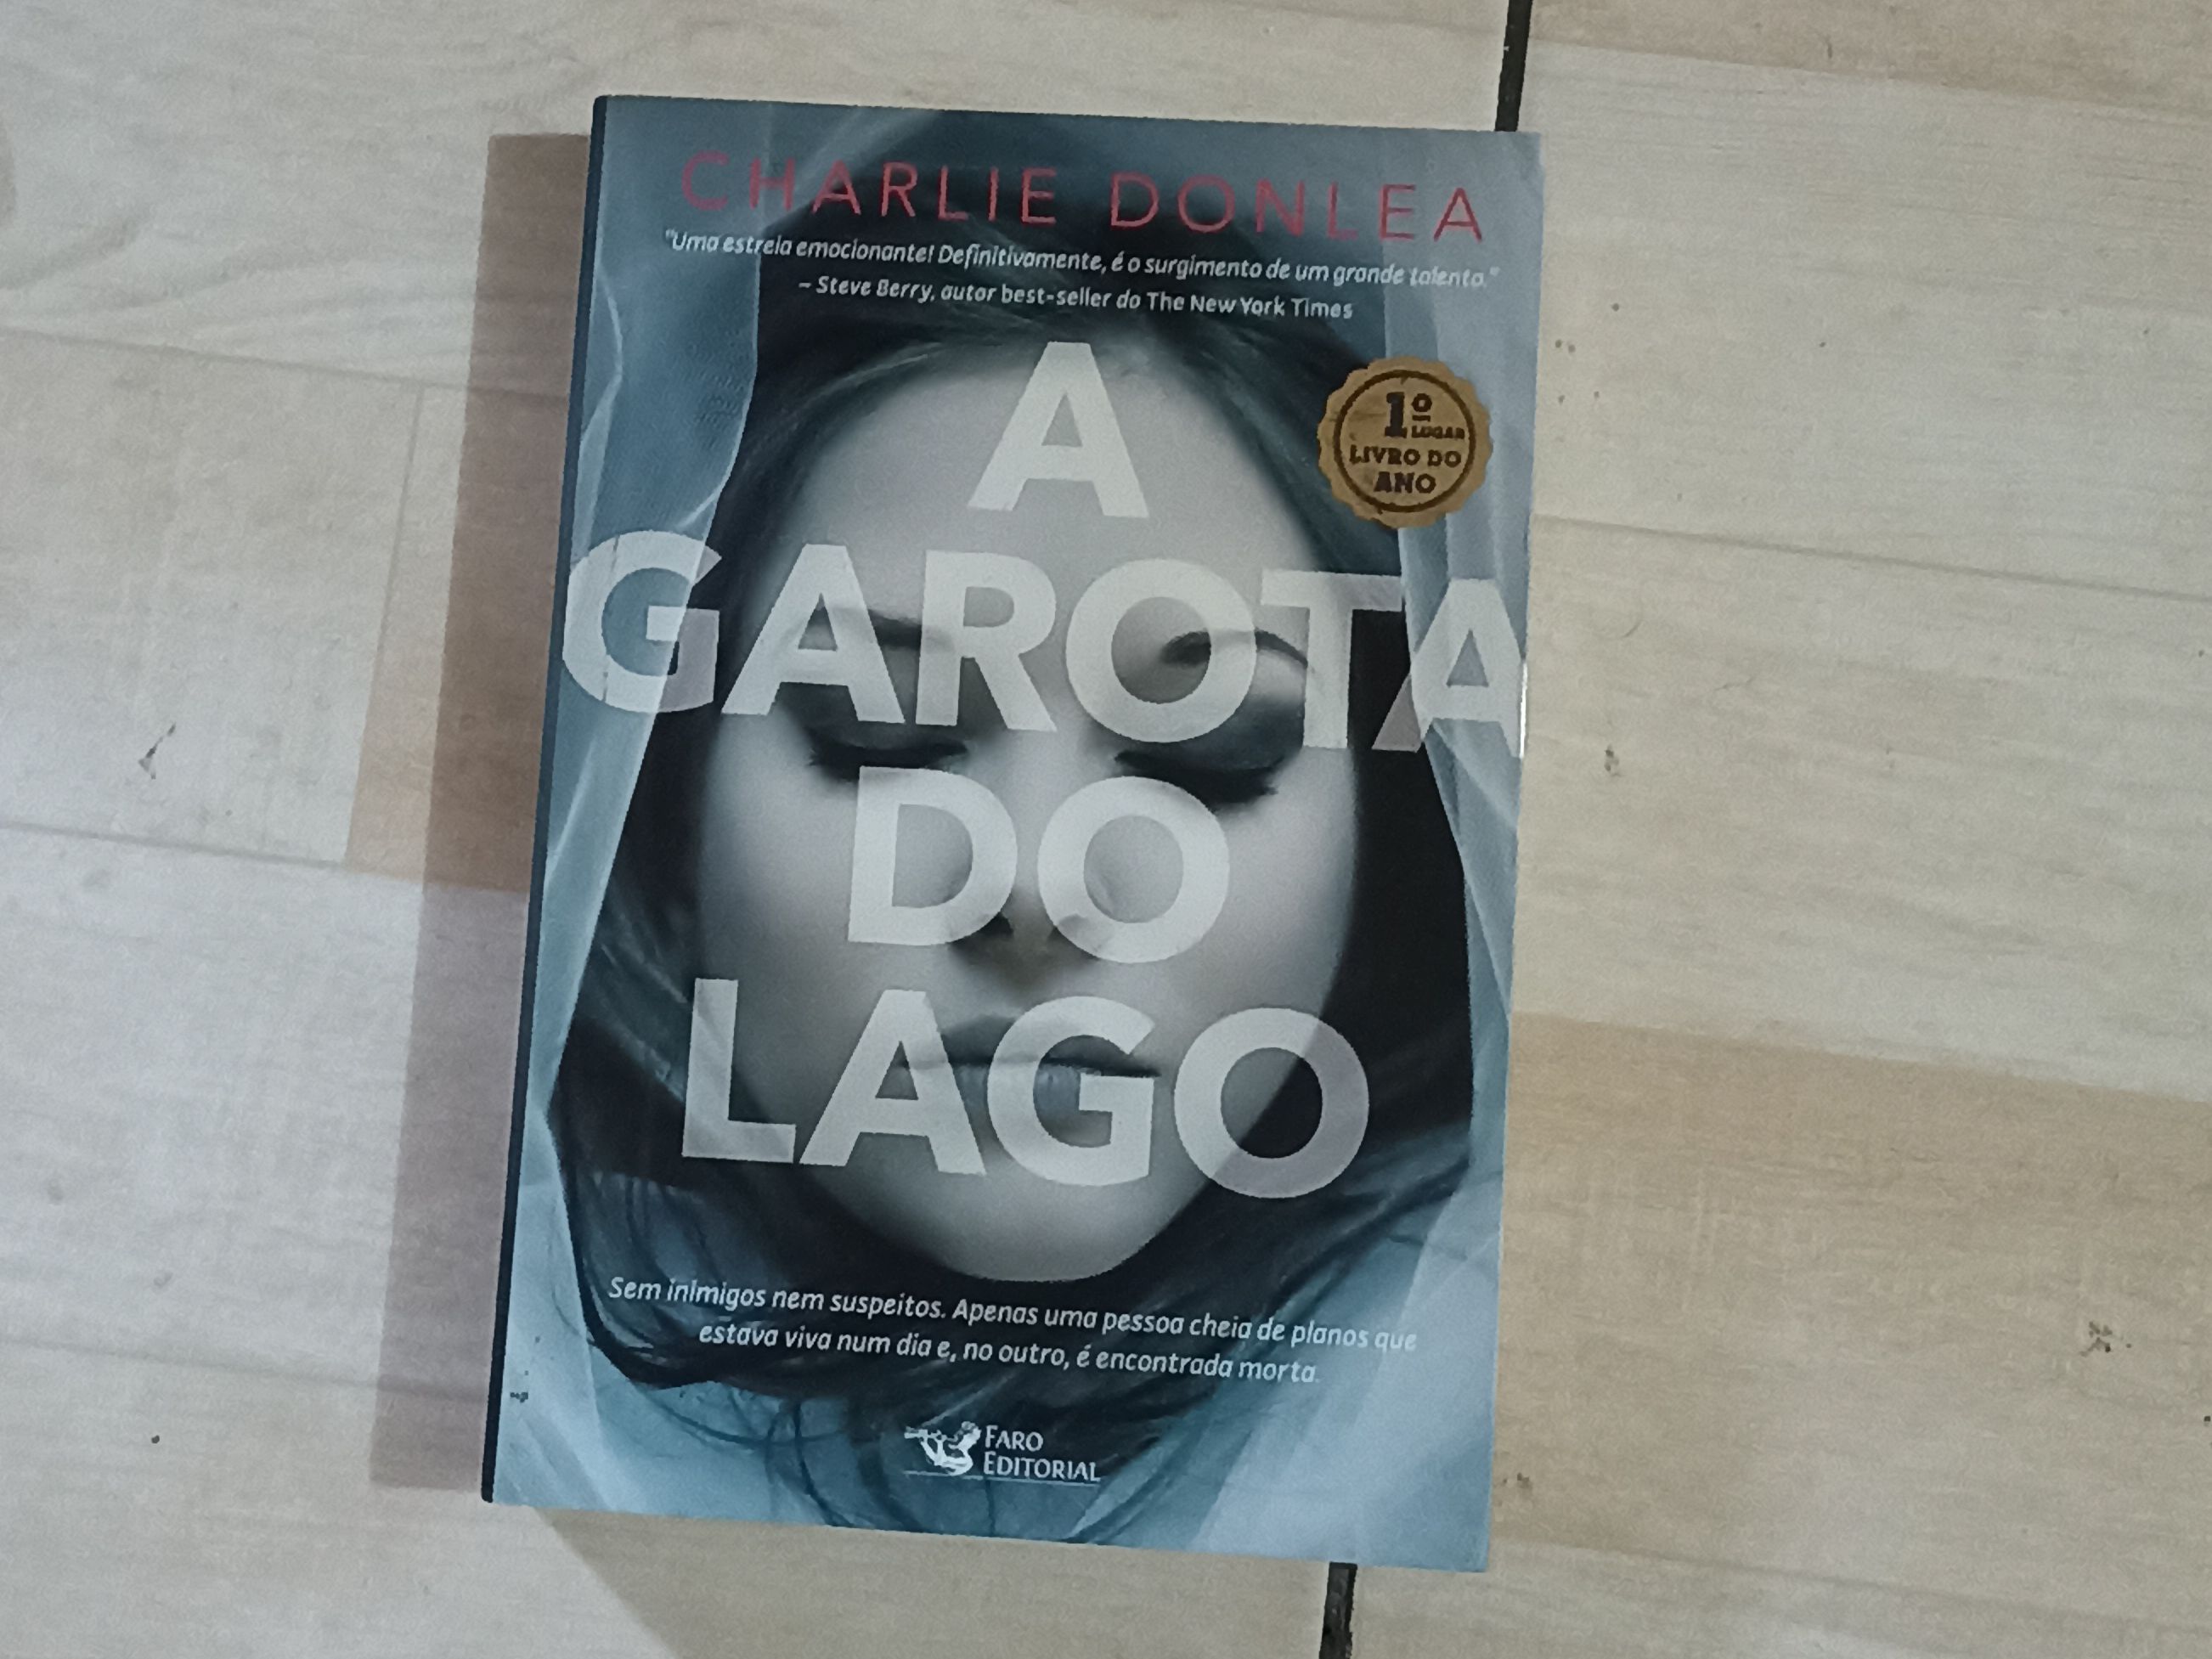 CHARLIE DONLEA
"Uma estreia emocionante! Definitivamente, é o surgimento de um grande talento."
– Steve Berry, autor best-seller do The New York Times
A
1º
LUGAR
LIVRO DO
ANO
GAROTA
DO
LAGO
Sem inimigos nem suspeitos. Apenas uma pessoa cheia de planos que
estava viva num dia e, no outro, é encontrada morta.
FARO
EDITORIAL